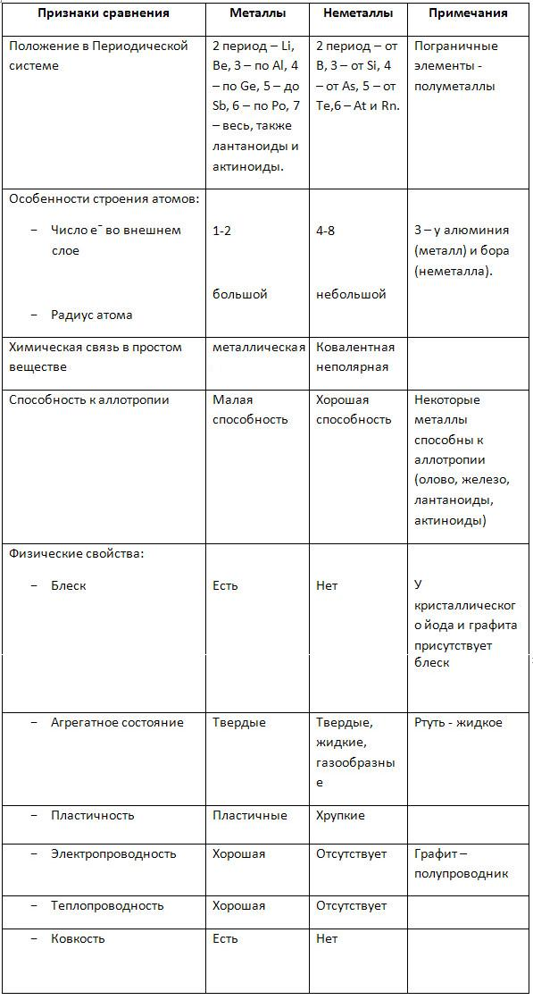 Признаки сравнения
Металлы
Неметаллы
Примечания
Положение в Периодической
системе
2 период – Li,
Be, 3 – по Al, 4
– по Ge, 5 – до
Sb, 6 – по Po, 7
– весь, также
лантаноиды и
актиноиды.
2 период – от
B, 3 – от Si, 4
– от As, 5 – от
Te,6 – At и Rn.
Пограничные
элементы -
полуметаллы
Особенности строения атомов:
− Число eˉ во внешнем
слое
1-2
4-8
3 – у алюминия
(металл) и бора
(неметалла).
− Радиус атома
большой
небольшой
Химическая связь в простом
веществе
металлическая
Ковалентная
неполярная
Способность к аллотропии
Малая
способность
Хорошая
способность
Некоторые
металлы
способны к
аллотропии
(олово, железо,
лантаноиды,
актиноиды)
Физические свойства:
− Блеск
Есть
Нет
У
кристаллическог
о йода и графита
присутствует
блеск
− Агрегатное состояние
Твердые
Твердые,
жидкие,
газообразны
е
Ртуть - жидкое
− Пластичность
Пластичные
Хрупкие
− Электропроводность
Хорошая
Отсутствует
Графит –
полупроводник
− Теплопроводность
Хорошая
Отсутствует
− Ковкость
Есть
Нет